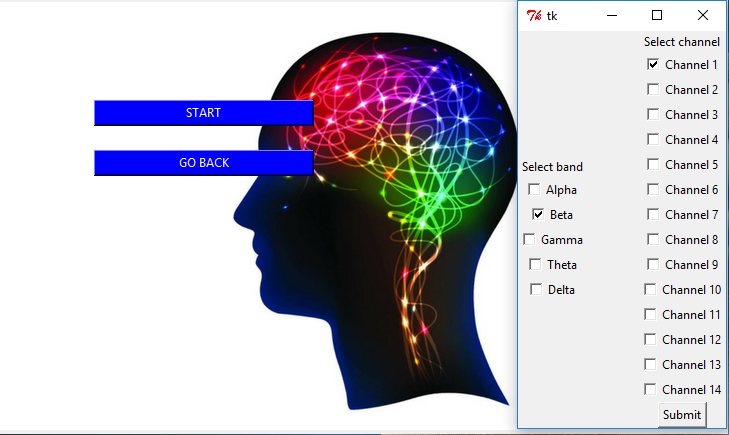 START
GO BACK
tk
Select channel
Channel 1
Channel 2
Channel 3
Channel 4
Channel 5
Channel 6
Channel 7
Channel 8
Channel 9
Channel 10
Channel 11
Channel 12
Channel 13
Channel 14
Select band
Alpha
Beta
Gamma
Theta
Delta
Submit